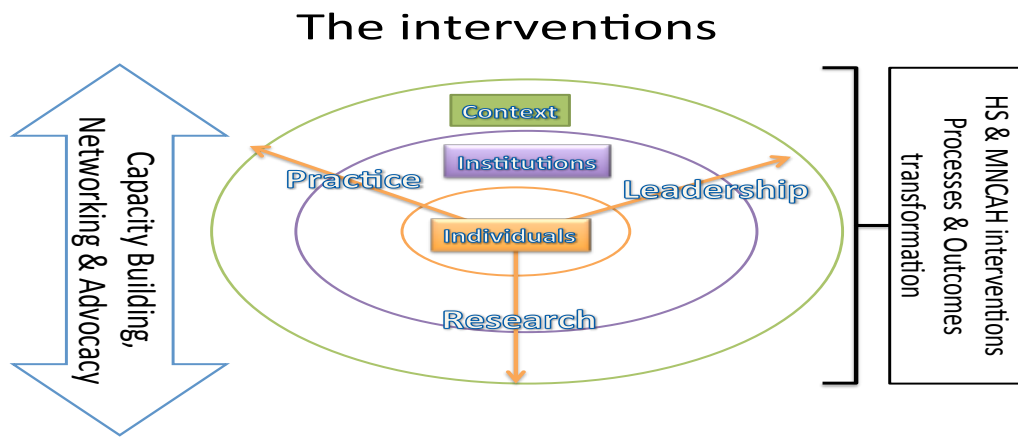 The interventions
Capacity Building,
Networking & Advocacy
Context
Institutions
Practice
Leadership
Individuals
Research
HS & MNCAH interventions
Processes & Outcomes
transformation